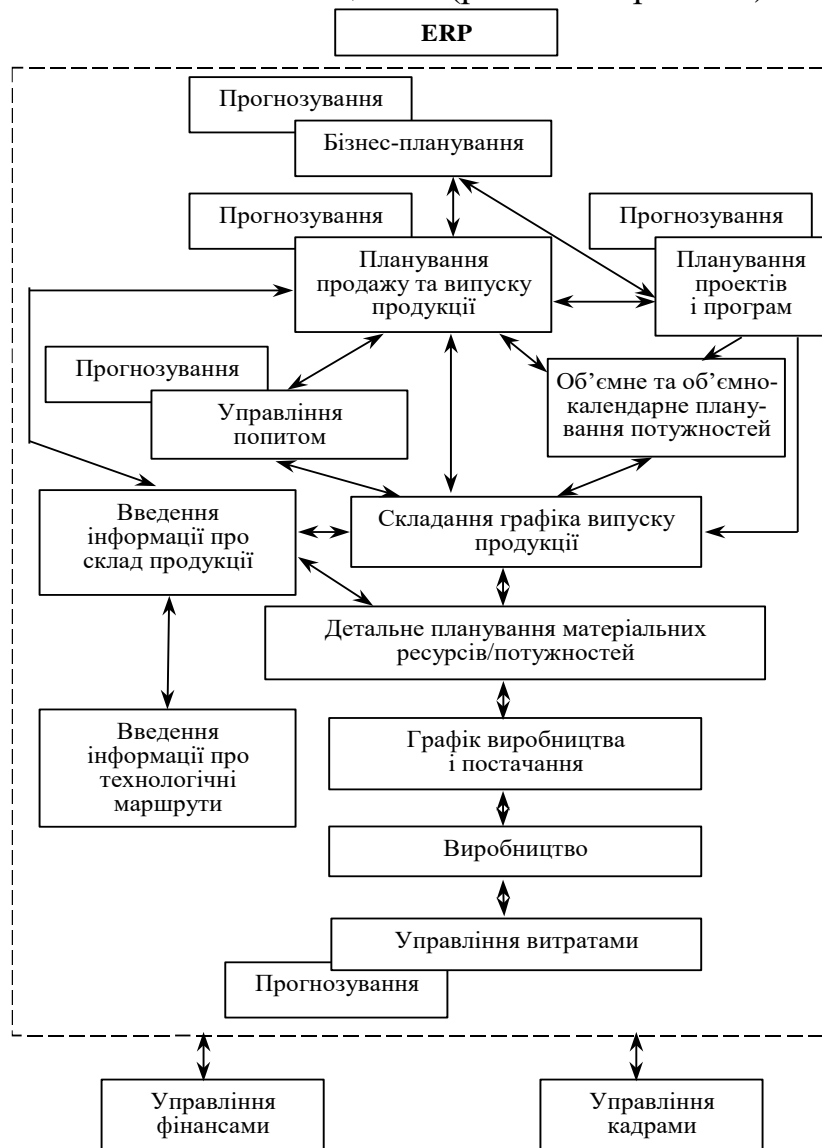 ERP
Прогнозування
Бізнес-планування
Прогнозування
Планування
продажу та випуску
продукції
Прогнозування
Планування
проектів
і програм
Прогнозування
Управління
попитом
Об’ємне та об’ємно-
календарне плану-
вання потужностей
Введення
інформації про
склад продукції
Складання графіка випуску
продукції
Детальне планування матеріальних
ресурсів/потужностей
Введення
інформації про
технологічні
маршрути
Графік виробництва
і постачання
Виробництво
Управління витратами
Прогнозування
Управління
фінансами
Управління
кадрами